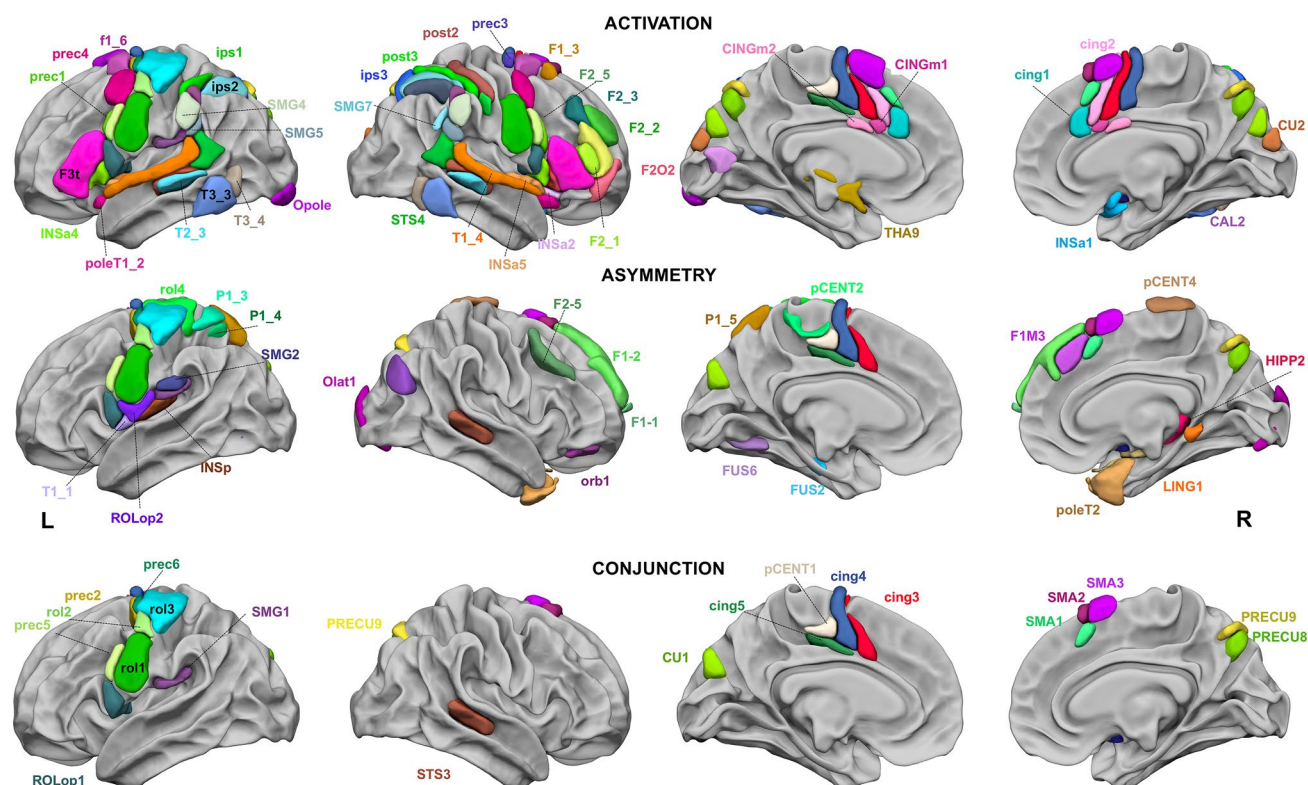 ACTIVATION
prec3
f1_6
post2
F1_3
CINGm2
cing2
prec4
ips1
post3
prec1
ips3
F2_5
CINGm1
cing1
ips2
F2_3
SMG4
SMG7
CU2
SMG5
F2_2
F3t
F2O2
T3_3
Opole
T3_4
STS4
INSa4
T2_3
T1_4
INSa2
F2_1
THA9
INSa1
CAL2
poleT1_2
INSa5
ASYMMETRY
rol4
P1_3
F2-5
pCENT2
pCENT4
P1_4
P1_5
F1M3
SMG2
F1-2
HIPP2
Olat1
F1-1
INSp
FUS6
orb1
LING1
T1_1
FUS2
poleT2
ROLop2
L
R
CONJUNCTION
prec6
pCENT1
cing4
SMA3
prec2
rol3
SMA2
rol2
SMG1
cing5
cing3
SMA1
PRECU9
prec5
PRECU9
PRECU8
CU1
rol1
STS3
ROLop1